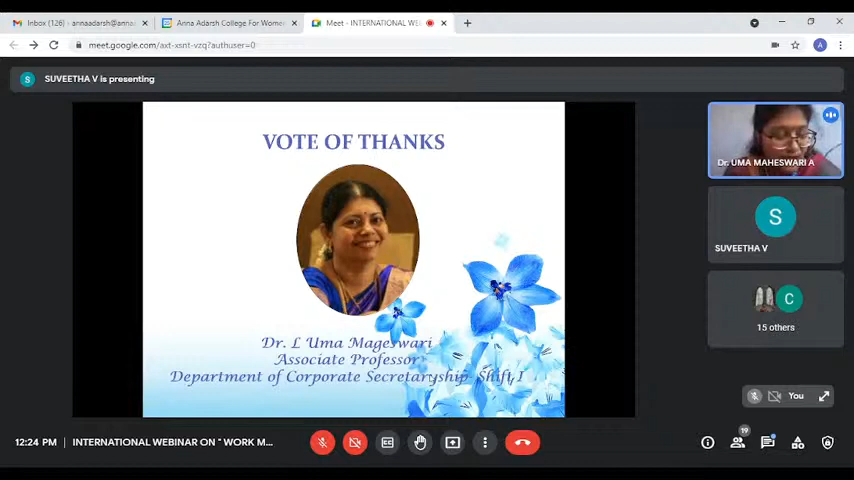 Inbox (126) - annaadarsh@anna
Anna Adarsh College For Women
Meet - INTERNATIONAL WE
meet.google.com/axt-xsnt-vzq?authuser=0
A
S
SUVEETHA V is presenting
VOTE OF THANKS
Dr. L Uma Mageswari
Associate Professor
Department of Corporate Secretaryship- Shift I
Dr. UMA MAHESWARI A
S
SUVEETHA V
C
15 others
You
12:24 PM | INTERNATIONAL WEBINAR ON " WORK M...
19